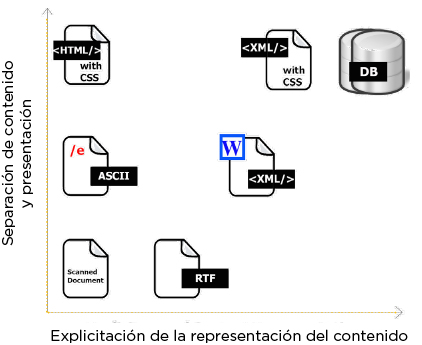 Separación de contenido
y presentación
<HTML/>
with
CSS
<XML/>
with
CSS
DB
/e
ASCII
W
<XML/>
Scanned
Document
RTF
Explicitación de la representación del contenido